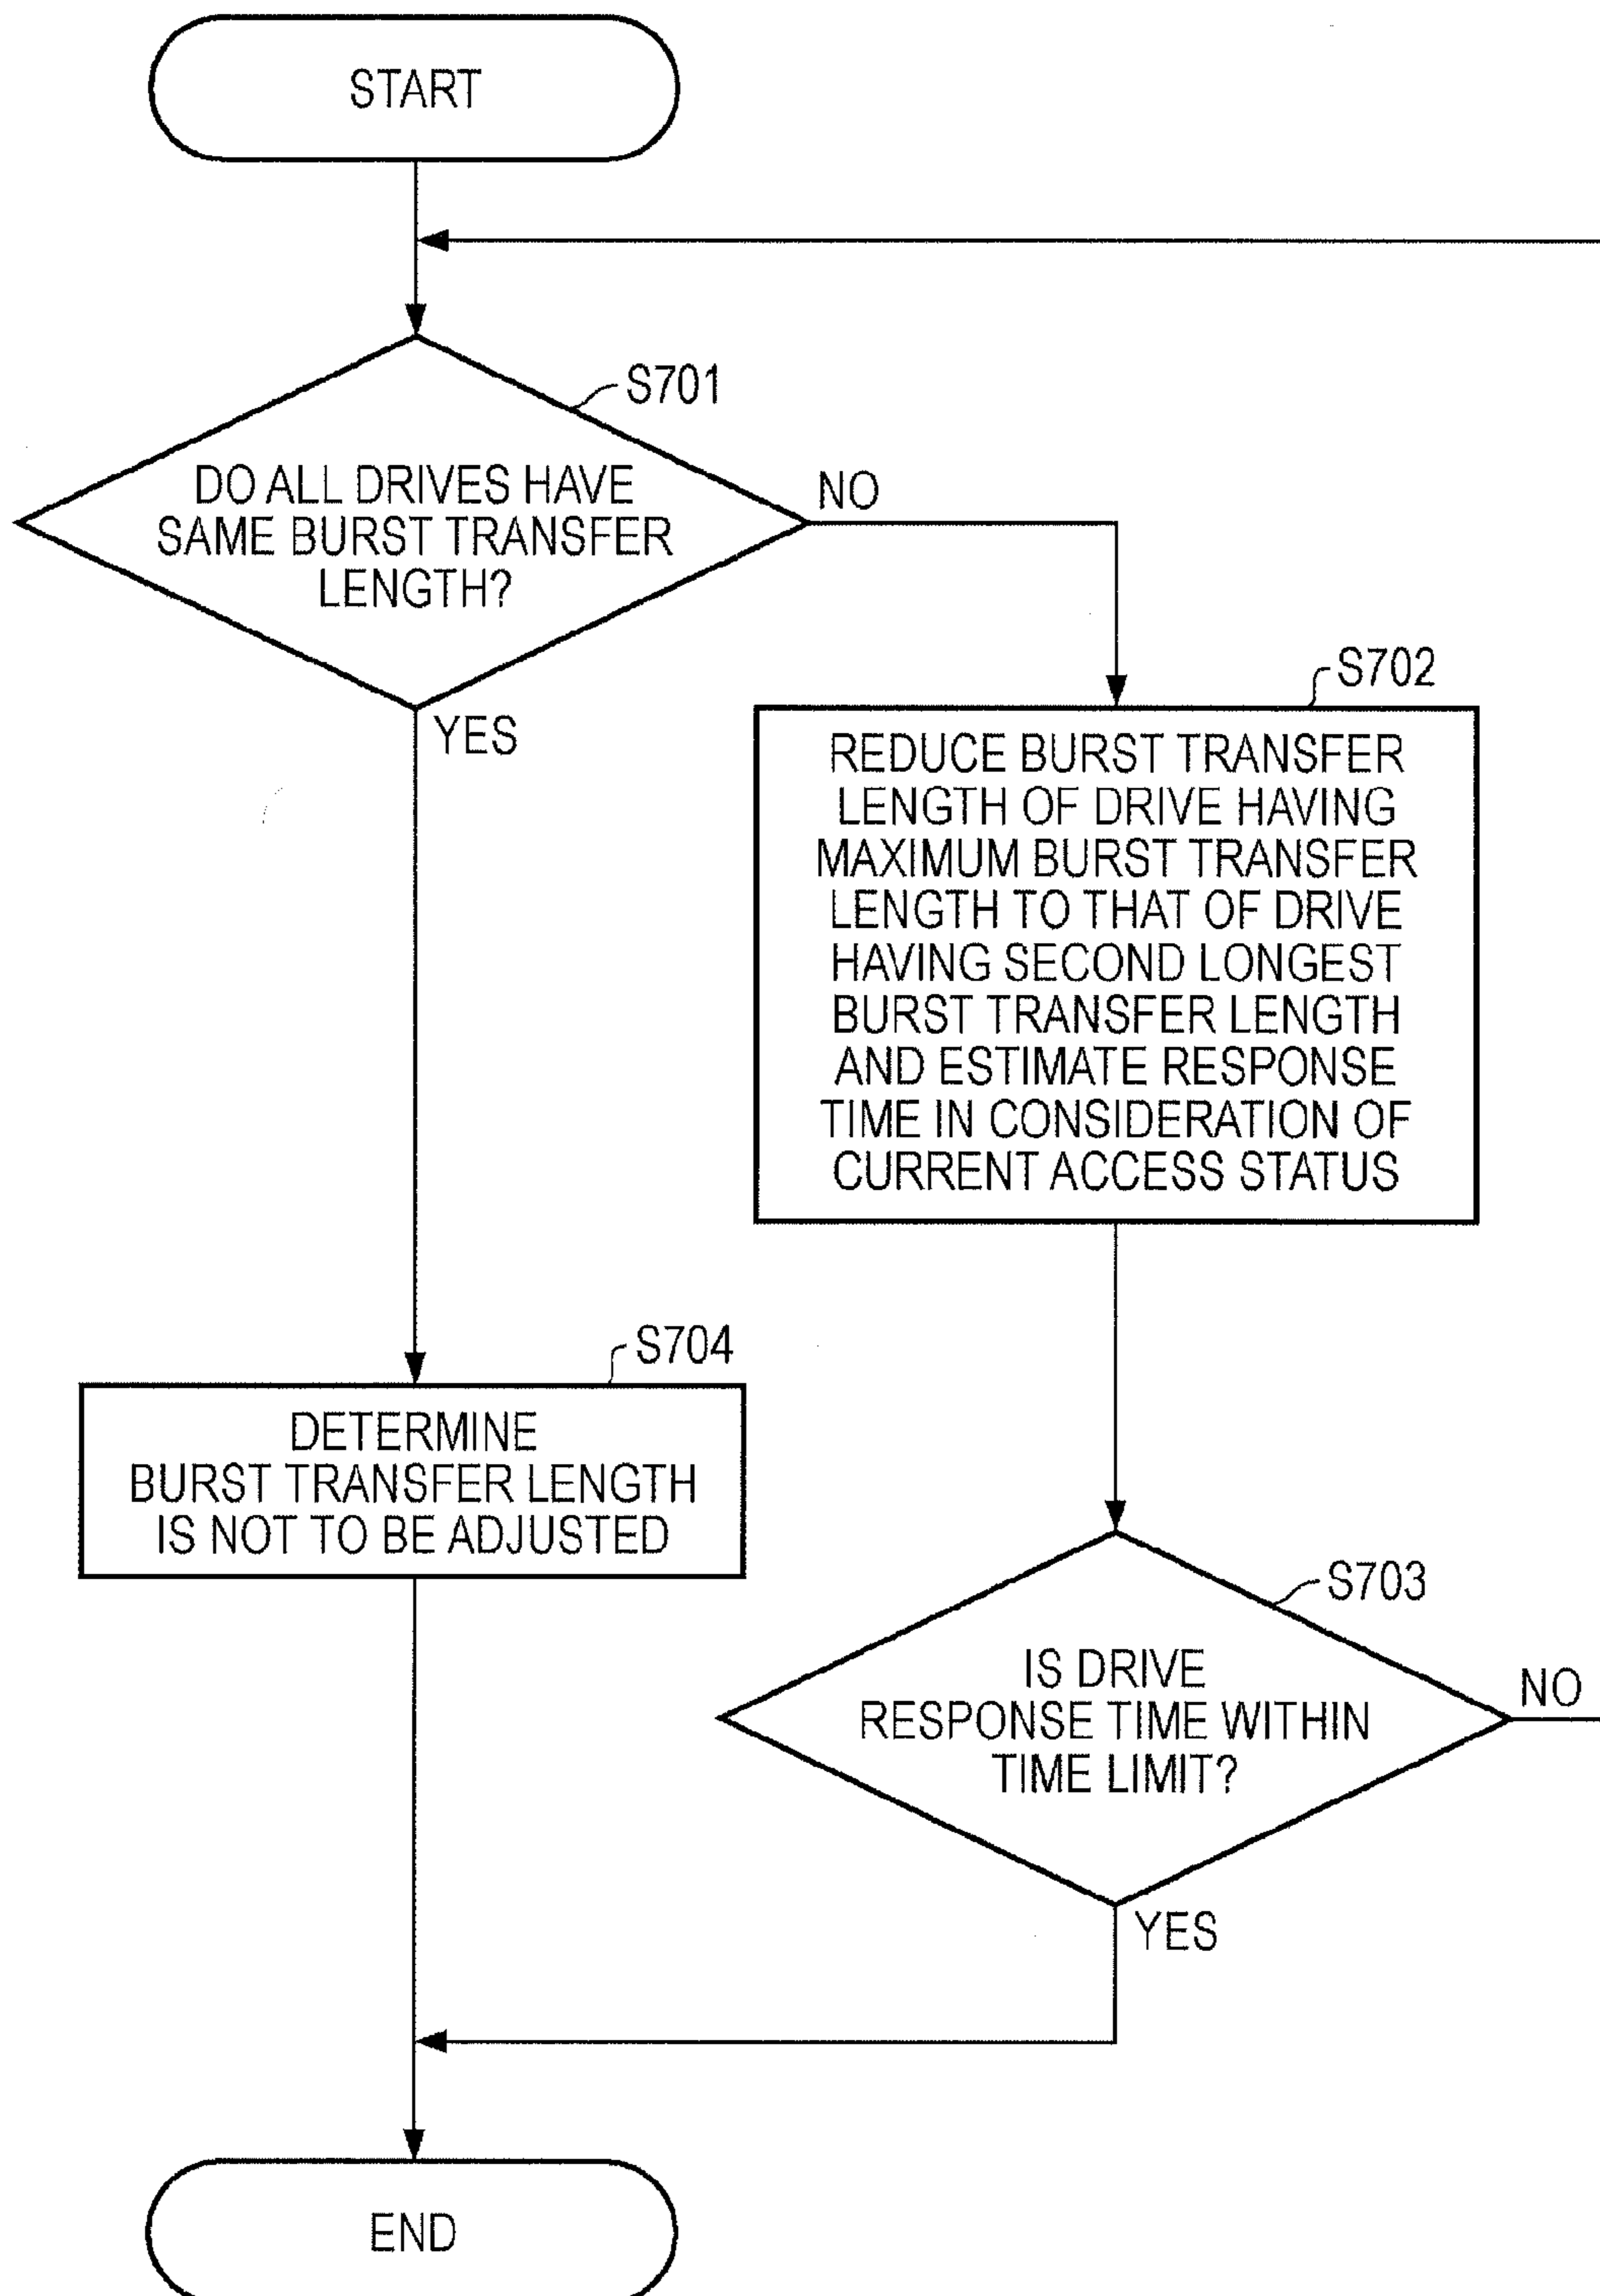 START
S701
DO ALL DRIVES HAVE
SAME BURST TRANSFER
LENGTH?
NO
YES
S702
REDUCE BURST TRANSFER
LENGTH OF DRIVE HAVING
MAXIMUM BURST TRANSFER
LENGTH TO THAT OF DRIVE
HAVING SECOND LONGEST
BURST TRANSFER LENGTH
AND ESTIMATE RESPONSE
TIME IN CONSIDERATION OF
CURRENT ACCESS STATUS
S704
DETERMINE
BURST TRANSFER LENGTH
IS NOT TO BE ADJUSTED
S703
IS DRIVE
RESPONSE TIME WITHIN
TIME LIMIT?
NO
YES
END